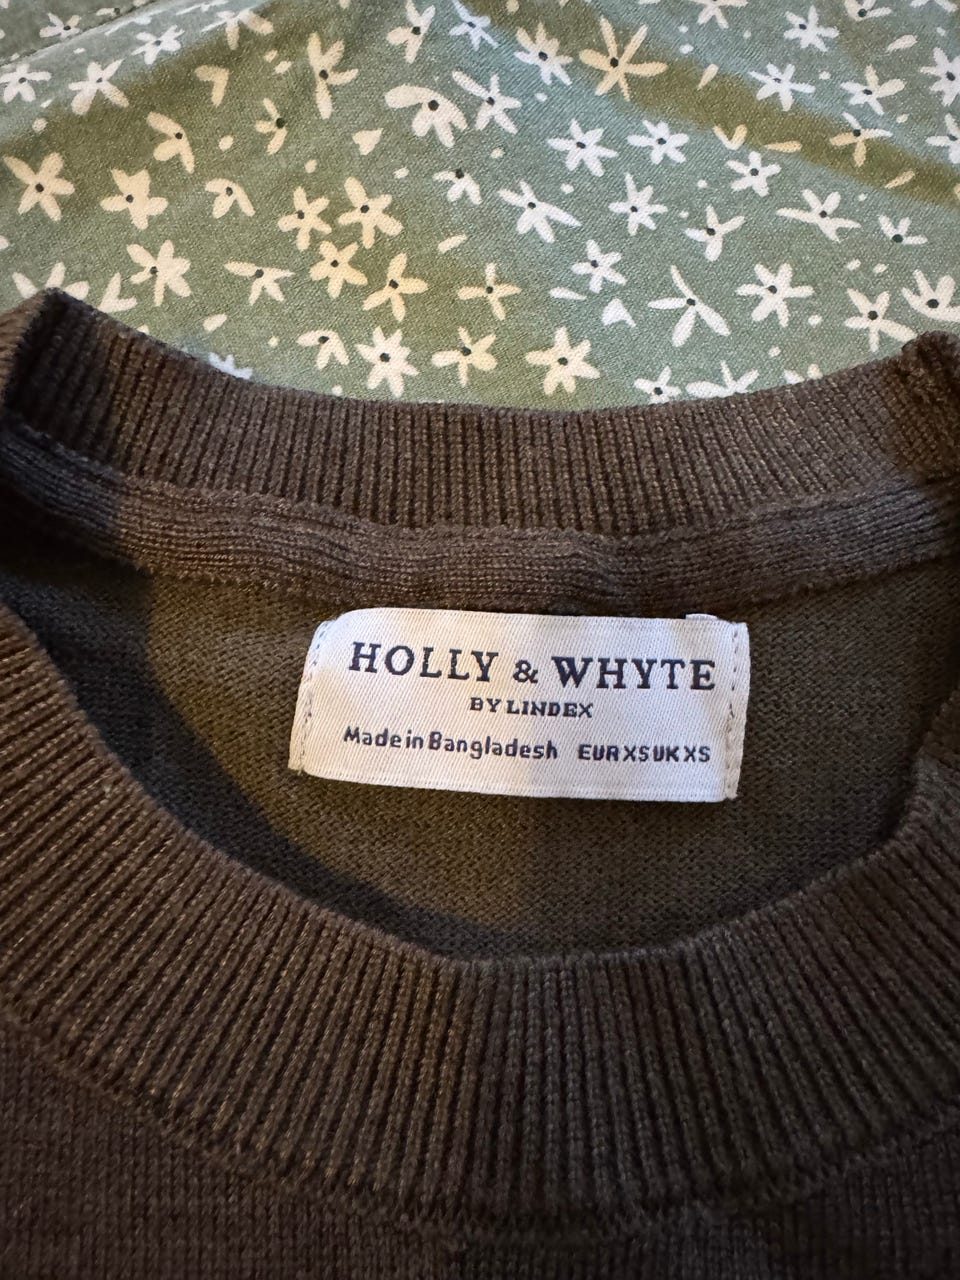 HOLLY & WHYTE
BY LINDEX
Made in Bangladesh EUR XS UK XS